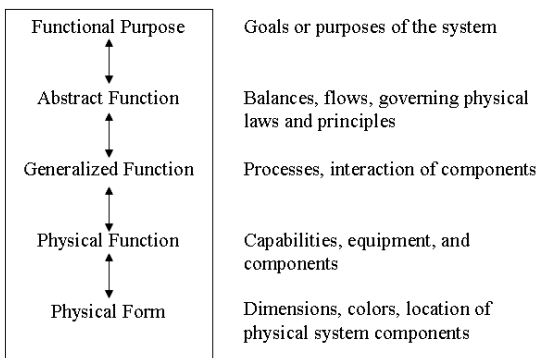 Functional Purpose
Goals or purposes of the system
Abstract Function
Balances, flows, governing physical
laws and principles
Generalized Function
Processes, interaction of components
Physical Function
Capabilities, equipment, and
components
Physical Form
Dimensions, colors, location of
physical system components